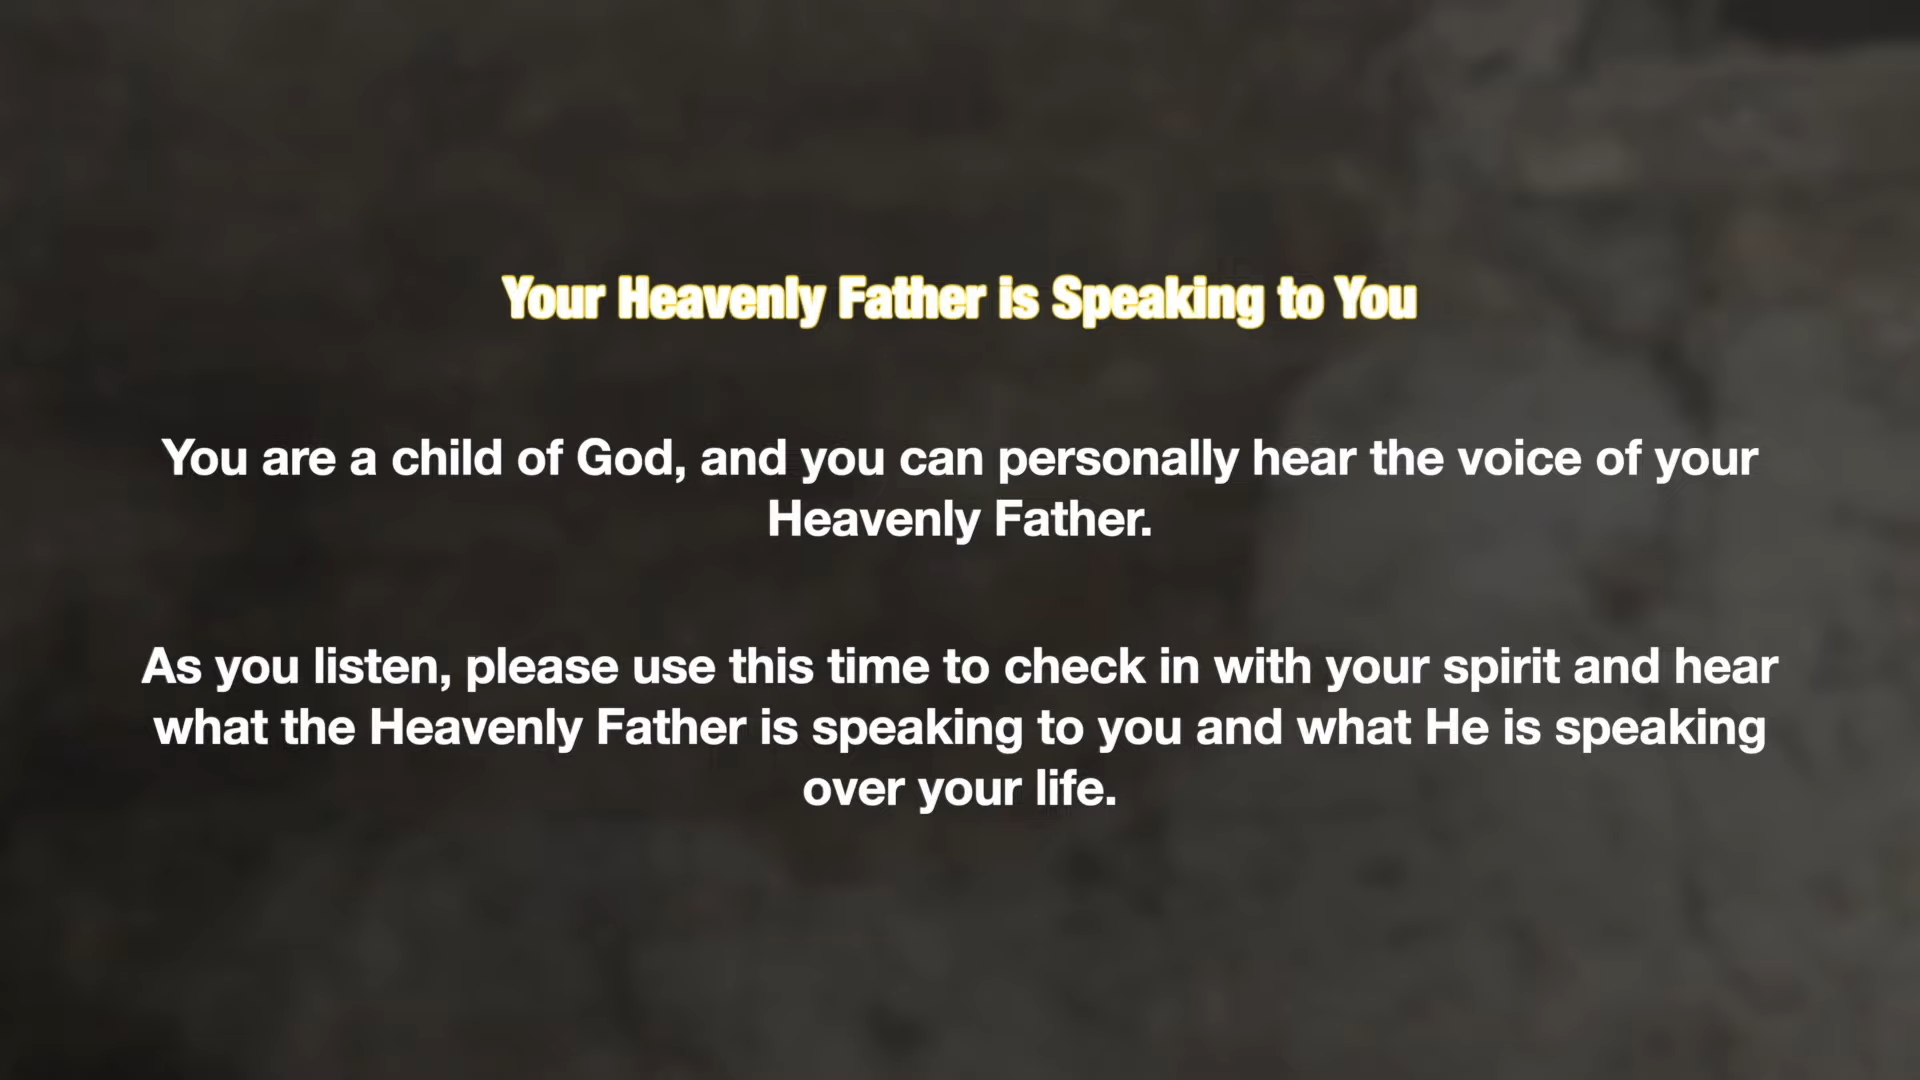 Your Heavenly Father is Speaking to You
You are a child of God, and you can personally hear the voice of your
Heavenly Father.
As you listen, please use this time to check in with your spirit and hear
what the Heavenly Father is speaking to you and what He is speaking
over your life.